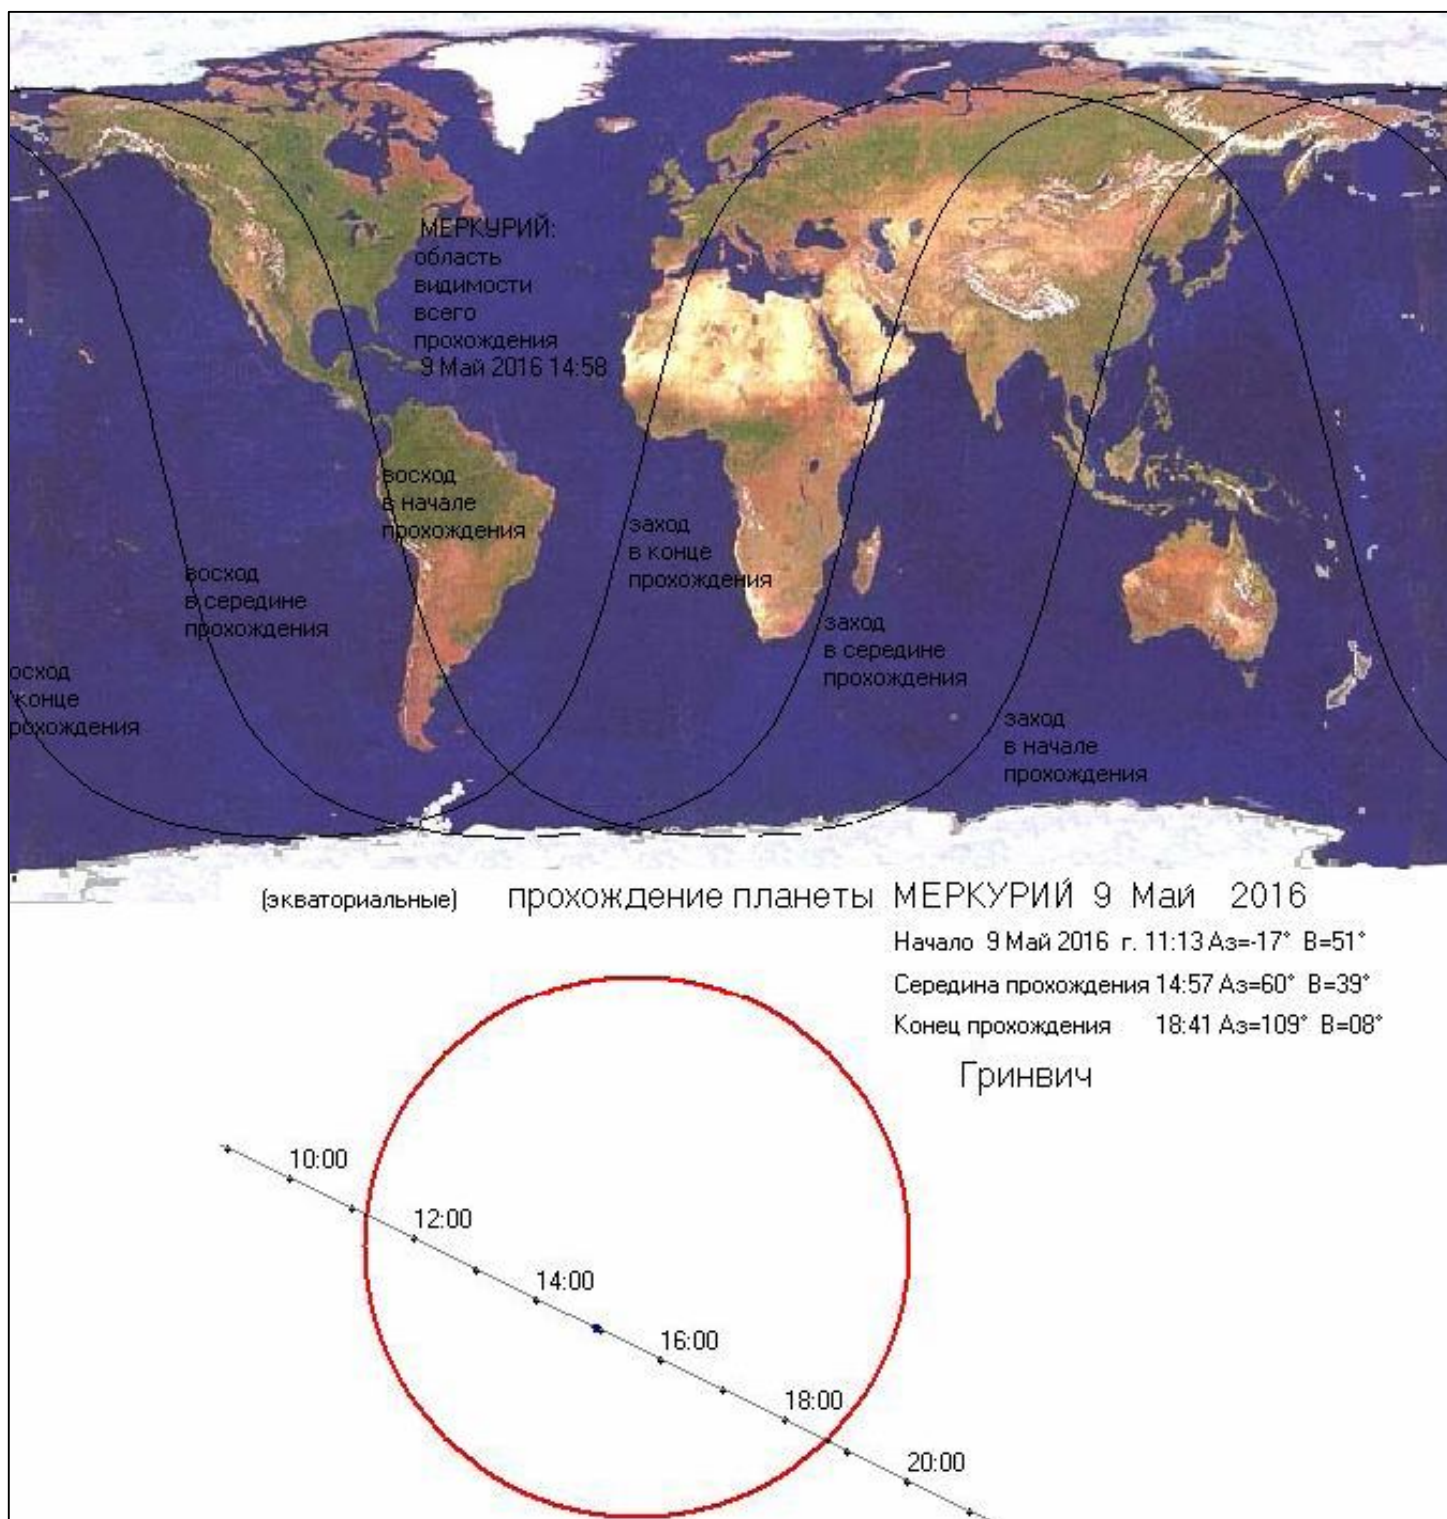 МЕРКУРИЙ:
область
видимости
всего
прохождения
9 Май 2016 14:58
восход
в начале
прохождения
заход
в конце
прохождения
восход
в середине
прохождения
заход
в середине
прохождения
осход
конце
рохождения
заход
в начале
прохождения
(экваториальные) прохождение планеты МЕРКУРИЙ 9 Май 2016
Начало 9 Май 2016 г. 11:13 Аз=-17° В=51°
Середина прохождения 14:57 Аз=60° В=39°
Конец прохождения 18:41 Аз=109° В=08°
Гринвич
10:00
12:00
14:00
16:00
18:00
20:00